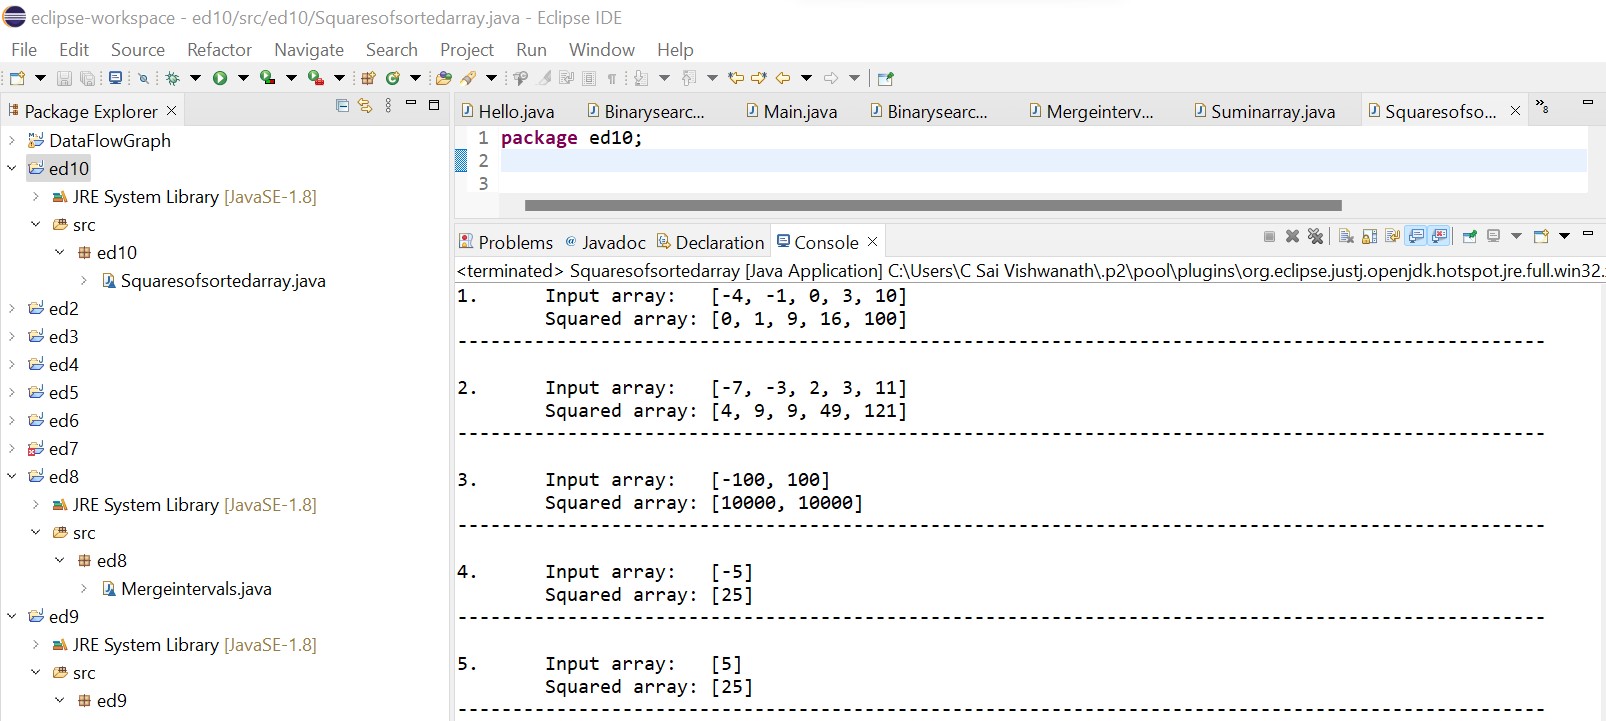 eclipse-workspace - ed10/src/ed10/Squaresofsortedarray.java - Eclipse IDE
File Edit Source Refactor Navigate Search Project Run Window Help
Package Explorer
DataFlowGraph
ed10
JRE System Library [JavaSE-1.8]
src
ed10
Squaresofsortedarray.java
ed2
ed3
ed4
ed5
ed6
ed7
ed8
JRE System Library [JavaSE-1.8]
src
ed8
Mergeintervals.java
ed9
JRE System Library [JavaSE-1.8]
src
ed9
Hello.java Binarysearc... Main.java Binarysearc... Mergeinterv... Suminarray.java Squaresofso... »8
1 package ed10;
2
3
Problems @ Javadoc Declaration Console
<terminated> Squaresofsortedarray [Java Application] C:\Users\C Sai Vishwanath\.p2\pool\plugins\org.eclipse.justj.openjdk.hotspot.jre.full.win32.
1. Input array: [-4, -1, 0, 3, 10]
Squared array: [0, 1, 9, 16, 100]
---------------------------------------------------------------------------------------------------
2. Input array: [-7, -3, 2, 3, 11]
Squared array: [4, 9, 9, 49, 121]
---------------------------------------------------------------------------------------------------
3. Input array: [-100, 100]
Squared array: [10000, 10000]
---------------------------------------------------------------------------------------------------
4. Input array: [-5]
Squared array: [25]
---------------------------------------------------------------------------------------------------
5. Input array: [5]
Squared array: [25]
---------------------------------------------------------------------------------------------------